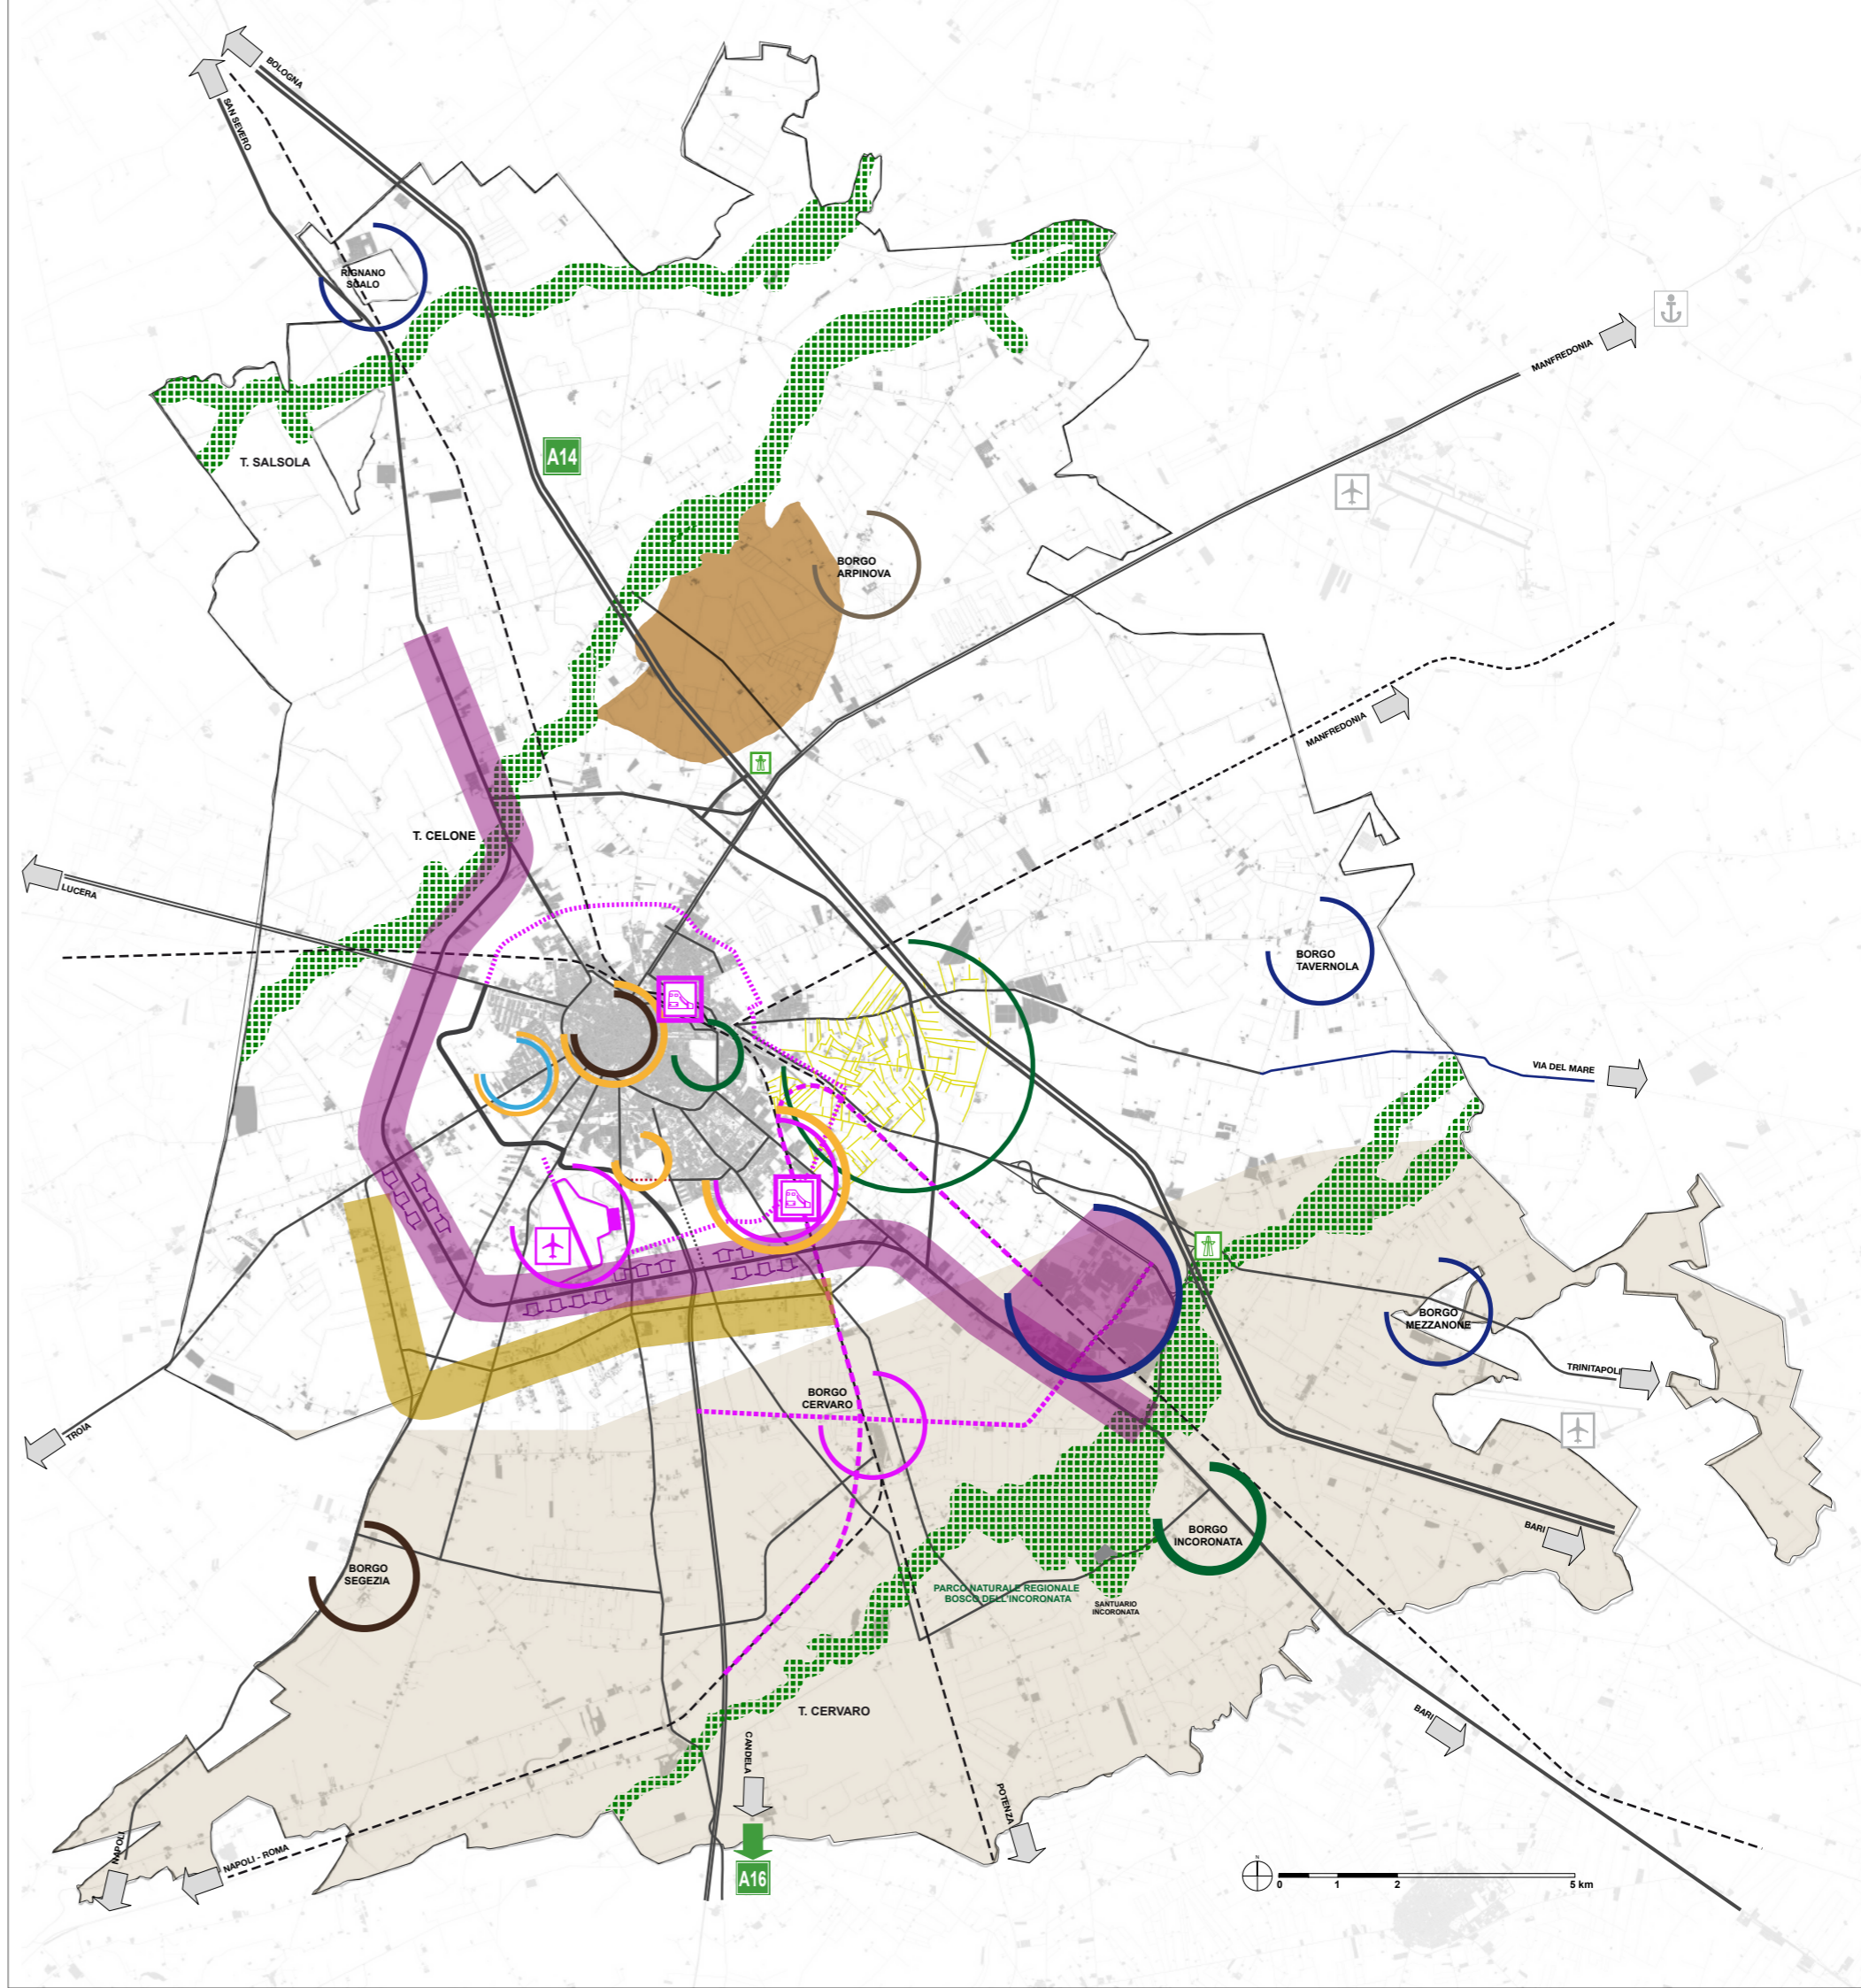 BOLOGNA
SAN SEVERO
RIGNANO
SCALO
MANFREDONIA
A14
T. SALSOLA
BORGO
ARPINOVA
MANFREDONIA
T. CELONE
LUCERA
BORGO
TAVERNOLA
VIA DEL MARE
BORGO
MEZZANONE
TRINITAPOLI
BORGO
CERVARO
TROIA
BORGO
INCORONATA
BARI
BORGO
SEGEZIA
PARCO NATURALE REGIONALE
BOSCO DELL'INCORONATA
SANTUARIO
INCORONATA
T. CERVARO
BARI
CANDELA
POTENZA
NAPOLI
NAPOLI - ROMA
A16
N
0 1 2 5 km